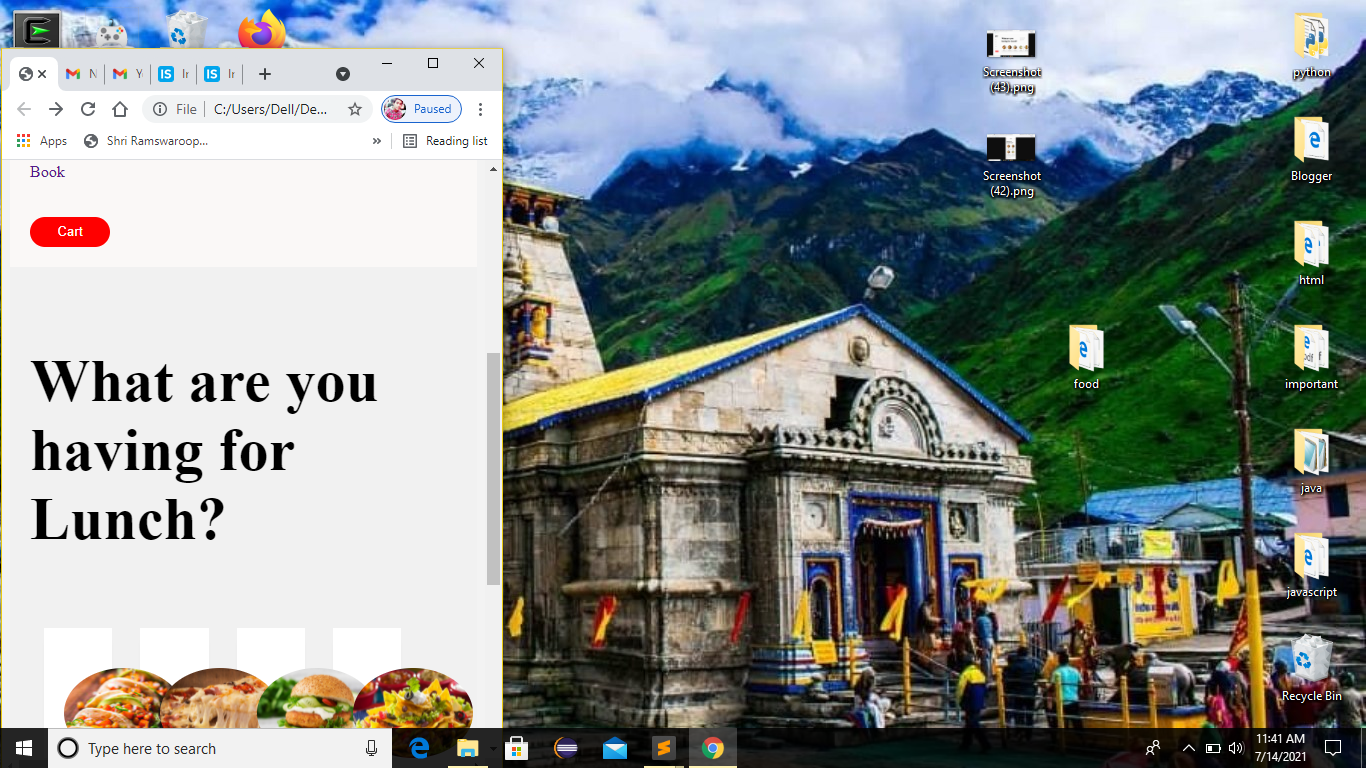 N
Y
IS
Ir
IS
Ir
File
C:/Users/Dell/De...
Paused
Apps
Shri Ramswaroop...
»
Reading list
Book
Cart
What are you
having for
Lunch?
Screenshot
(43).png
Screenshot
(42).png
food
python
Blogger
html
important
java
javascript
Recycle Bin
Type here to search
11:41 AM
7/14/2021